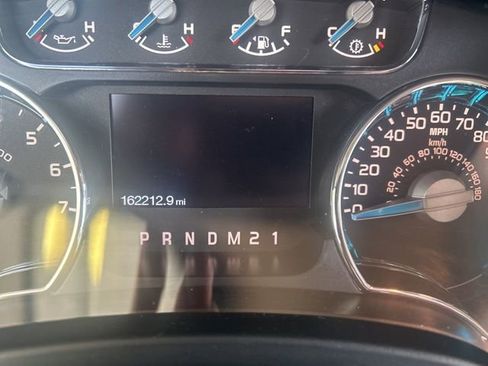 H C H E F C H
5 6 7
162212.9 mi
P R N D M 2 1
0 10 20 30 40 50 60 70 80
MPH
km/h
20 40 60 80 100 120 140 160 180